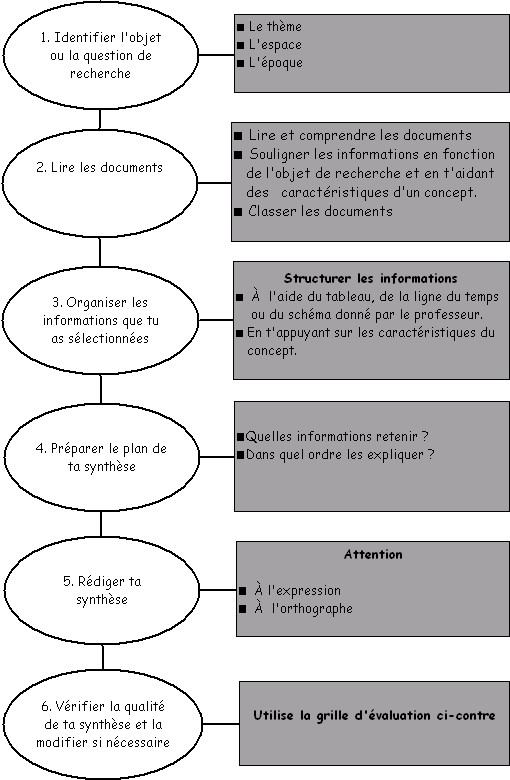 1. Identifier l'objet
ou la question de
recherche
■ Le thème
■ L'espace
■ L'époque
2. Lire les documents
■ Lire et comprendre les documents
■ Souligner les informations en fonction
de l'objet de recherche et en t'aidant
des caractéristiques d'un concept.
■ Classer les documents
3. Organiser les
informations que tu
as sélectionnées
Structurer les informations
■ À l'aide du tableau, de la ligne du temps
ou du schéma donné par le professeur.
■ En t'appuyant sur les caractéristiques du
concept.
4. Préparer le plan de
ta synthèse
■Quelles informations retenir ?
■Dans quel ordre les expliquer ?
5. Rédiger ta
synthèse
Attention
■ À l'expression
■ À l'orthographe
6. Vérifier la qualité
de ta synthèse et la
modifier si nécessaire
Utilise la grille d'évaluation ci-contre